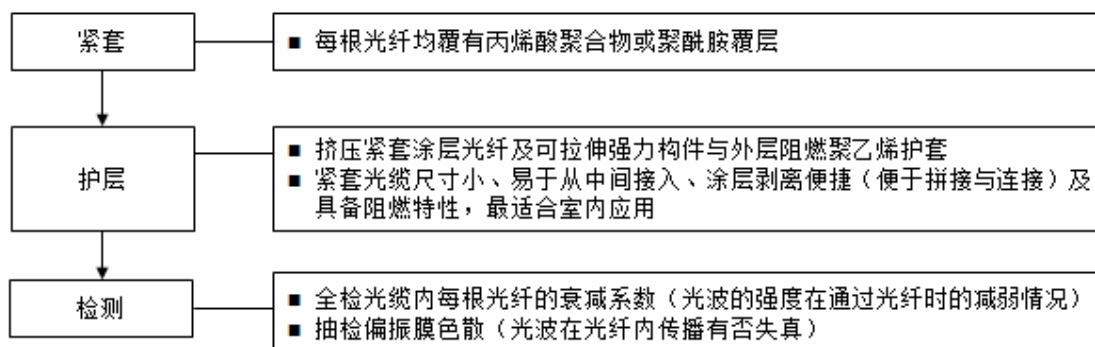 紧套
■ 每根光纤均覆有丙烯酸聚合物或聚酰胺覆层
护层
■ 挤压紧套涂层光纤及可拉伸强力构件与外层阻燃聚乙烯护套
■ 紧套光缆尺寸小、易于从中间接入、涂层剥离便捷（便于拼接与连接）及
具备阻燃特性，最适合室内应用
检测
■ 全检光缆内每根光纤的衰减系数（光波的强度在通过光纤时的减弱情况）
■ 抽检偏振膜色散（光波在光纤内传播有否失真）